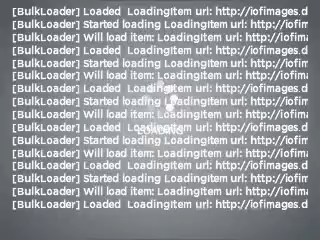 [BulkLoader] Loaded LoadingItem url: http://iofimages.d
[BulkLoader] Started loading LoadingItem url: http://iofim
[BulkLoader] Will load item: LoadingItem url: http://iofima
[BulkLoader] Loaded LoadingItem url: http://iofimages.d
[BulkLoader] Started loading LoadingItem url: http://iofim
[BulkLoader] Will load item: LoadingItem url: http://iofima
[BulkLoader] Loaded LoadingItem url: http://iofimages.d
[BulkLoader] Started loading LoadingItem url: http://iofim
[BulkLoader] Will load item: LoadingItem url: http://iofima
[BulkLoader] Loaded LoadingItem url: http://iofimages.d
LOADING
[BulkLoader] Started loading LoadingItem url: http://iofim
[BulkLoader] Will load item: LoadingItem url: http://iofima
[BulkLoader] Loaded LoadingItem url: http://iofimages.d
[BulkLoader] Started loading LoadingItem url: http://iofim
[BulkLoader] Will load item: LoadingItem url: http://iofima
[BulkLoader] Loaded LoadingItem url: http://iofimages.d